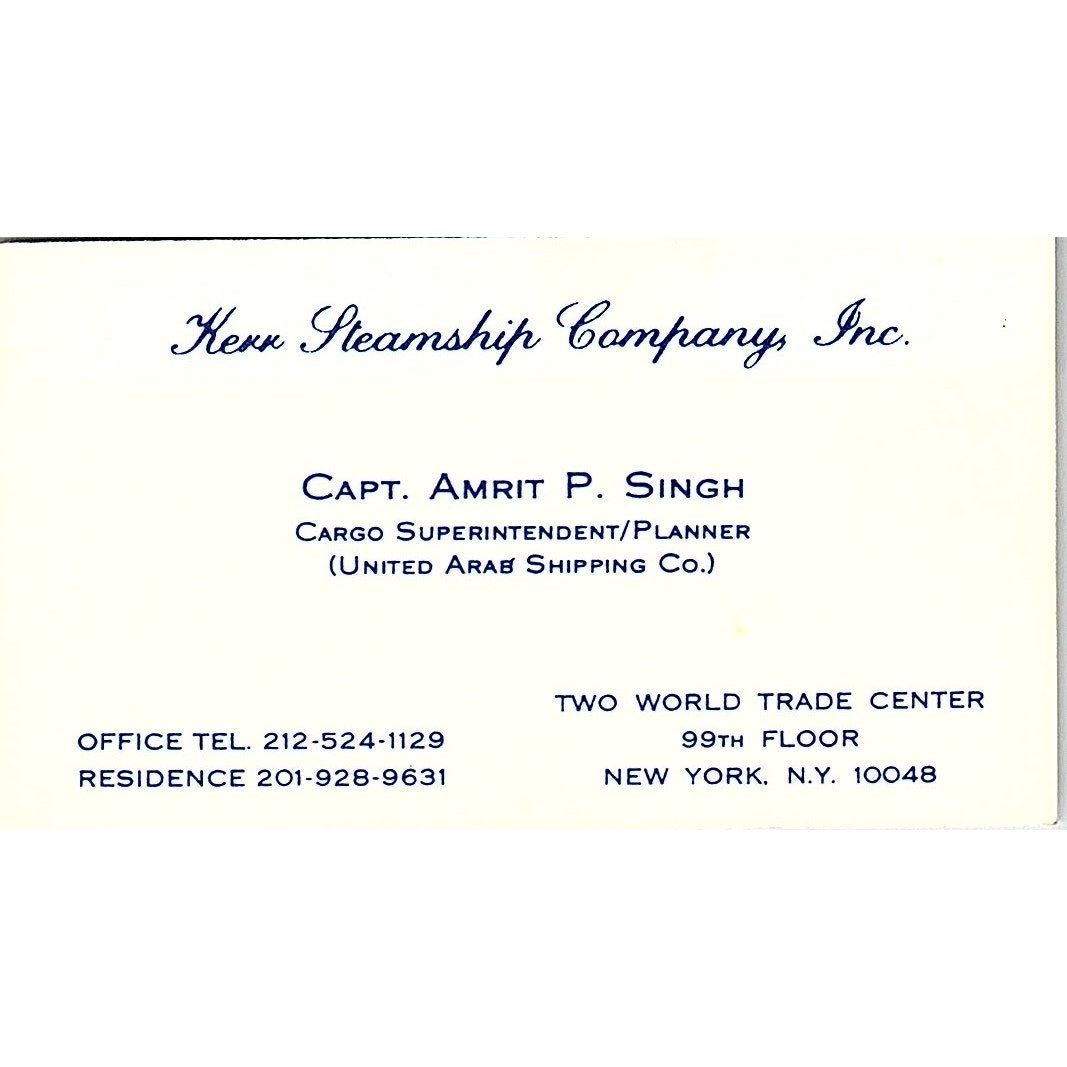 Kerr Steamship Company, Inc.
CAPT. AMRIT P. SINGH
CARGO SUPERINTENDENT/PLANNER
(UNITED ARAB SHIPPING CO.)
OFFICE TEL. 212-524-1129
RESIDENCE 201-928-9631
TWO WORLD TRADE CENTER
99TH FLOOR
NEW YORK, N.Y. 10048